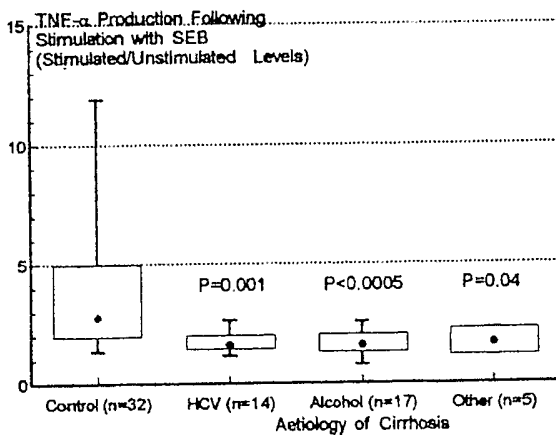 TNF-α Production Following
Stimulation with SEB
(Stimulated/Unstimulated Levels)
15
10
5
0
P=0.001 P<0.0005 P=0.04
Control (n=32) HCV (n=14) Alcohol (n=17) Other (n=5)
Aetiology of Cirrhosis